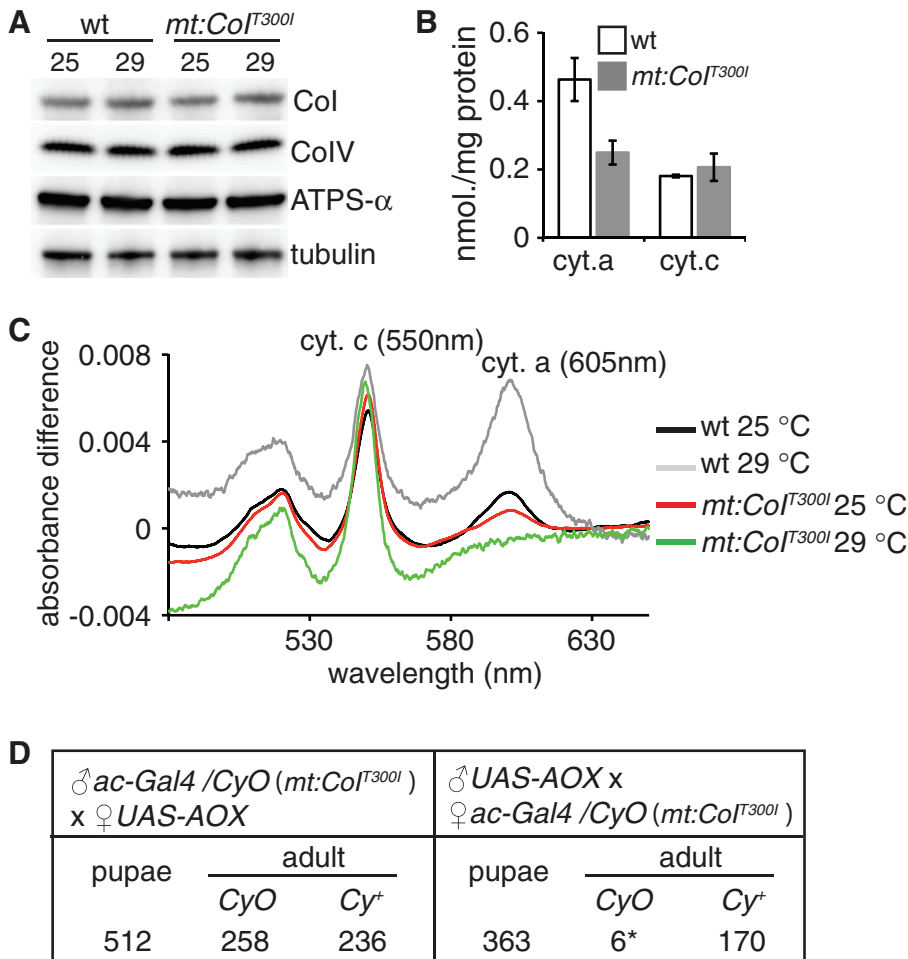 A
wt mt:CoI^T300I
25 29 25 29
CoI
CoIV
ATPS-α
tubulin
B
nmol./mg protein
0.6
0.4
0.2
0
wt
mt:CoI^T300I
cyt.a cyt.c
C
absorbance difference
0.008
0.004
0
-0.004
cyt. c (550nm)
cyt. a (605nm)
530 580 630
wavelength (nm)
wt 25 °C
wt 29 °C
mt:CoI^T300I 25 °C
mt:CoI^T300I 29 °C
D
♂ac-Gal4 /CyO (mt:CoI^T300I)
x ♀UAS-AOX
♂UAS-AOX x
♀ac-Gal4 /CyO (mt:CoI^T300I)
pupae adult pupae adult
CyO Cy⁺ CyO Cy⁺
512 258 236 363 6* 170